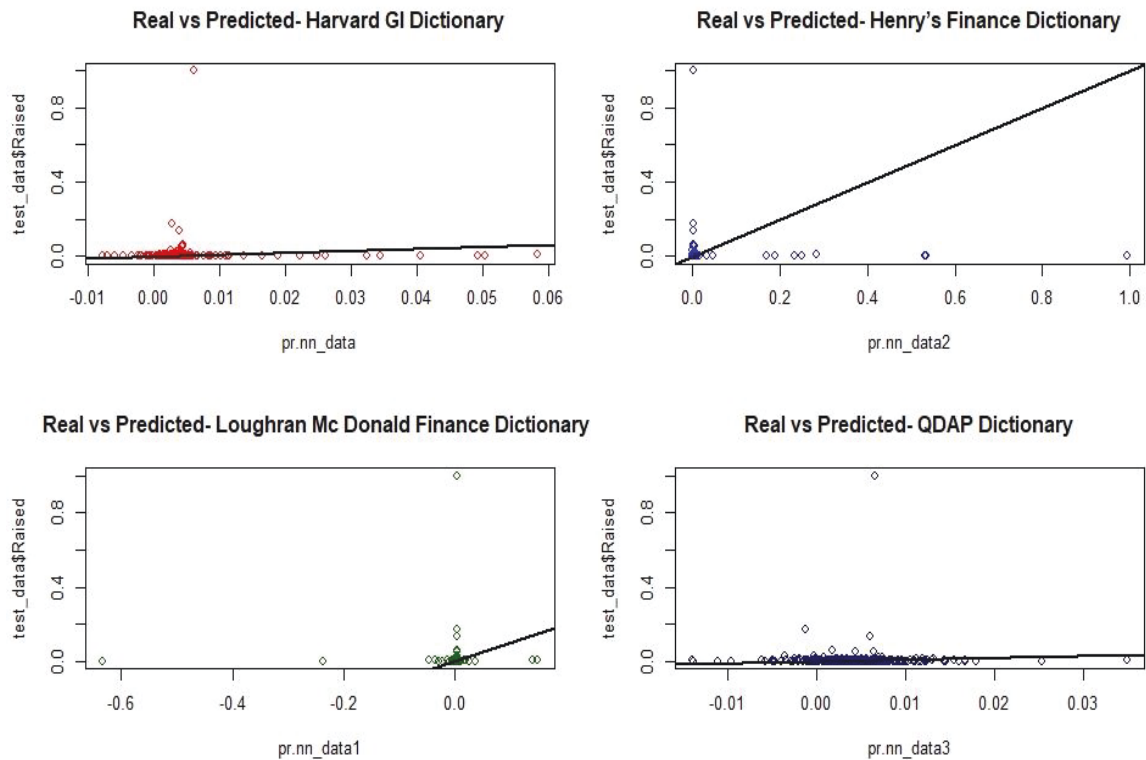 Real vs Predicted- Harvard GI Dictionary
test_data$Raised
0.0 0.4 0.8
-0.01 0.00 0.01 0.02 0.03 0.04 0.05 0.06
pr.nn_data
Real vs Predicted- Henry’s Finance Dictionary
test_data$Raised
0.0 0.4 0.8
0.0 0.2 0.4 0.6 0.8 1.0
pr.nn_data2
Real vs Predicted- Loughran Mc Donald Finance Dictionary
test_data$Raised
0.0 0.4 0.8
-0.6 -0.4 -0.2 0.0
pr.nn_data1
Real vs Predicted- QDAP Dictionary
test_data$Raised
0.0 0.4 0.8
-0.01 0.00 0.01 0.02 0.03
pr.nn_data3